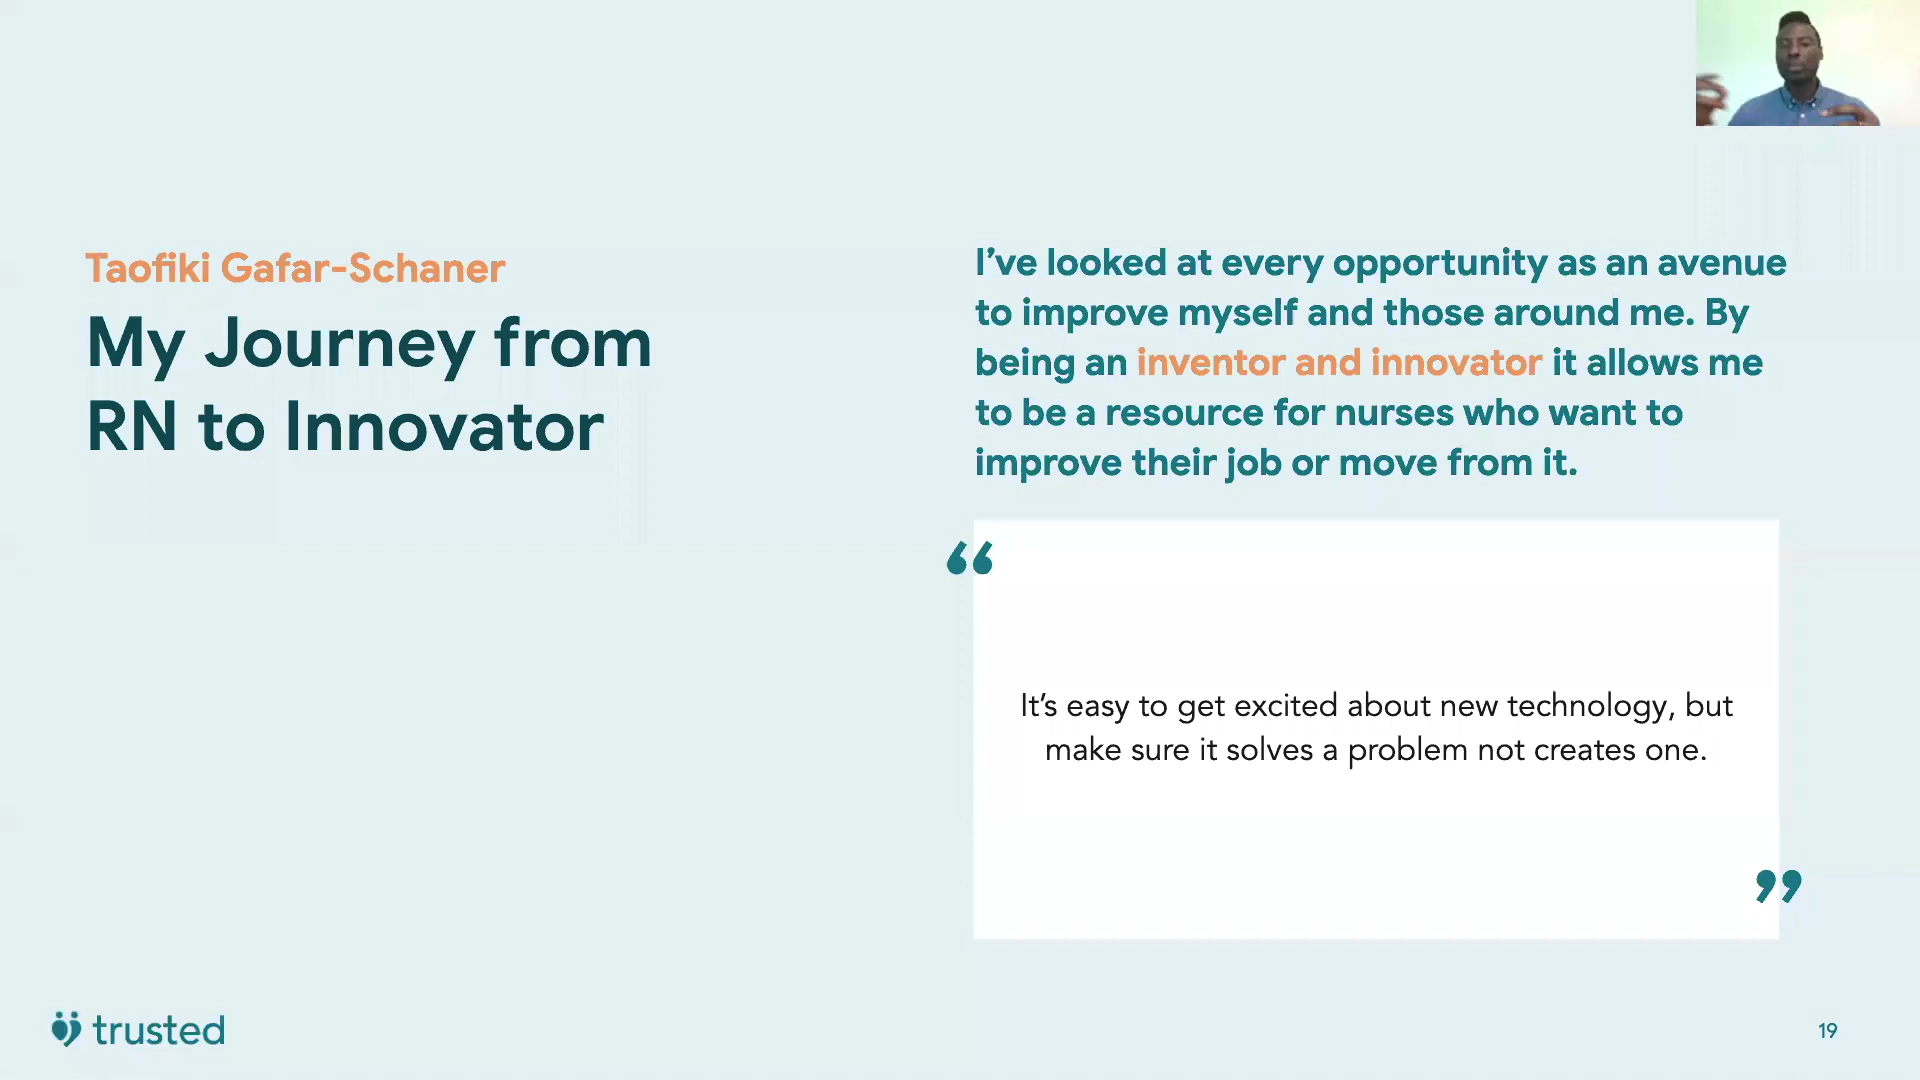 Taofiki Gafar-Schaner
My Journey from
RN to Innovator
I’ve looked at every opportunity as an avenue
to improve myself and those around me. By
being an inventor and innovator it allows me
to be a resource for nurses who want to
improve their job or move from it.
“
It’s easy to get excited about new technology, but
make sure it solves a problem not creates one.
”
trusted
19